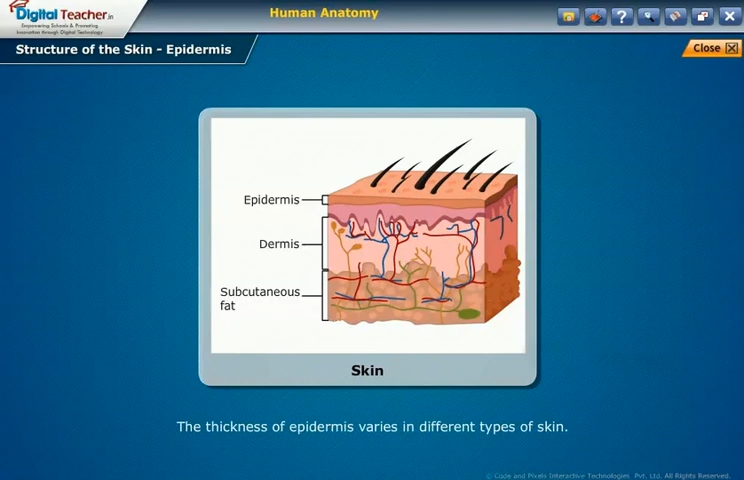 Digital Teacher.in
Empowering Schools & Promoting
Innovation through Digital Technology
Human Anatomy
?
Structure of the Skin - Epidermis
Close
Epidermis
Dermis
Subcutaneous
fat
Skin
The thickness of epidermis varies in different types of skin.
© Code and Pixels Interactive Technologies Pvt. Ltd. All Rights Reserved.